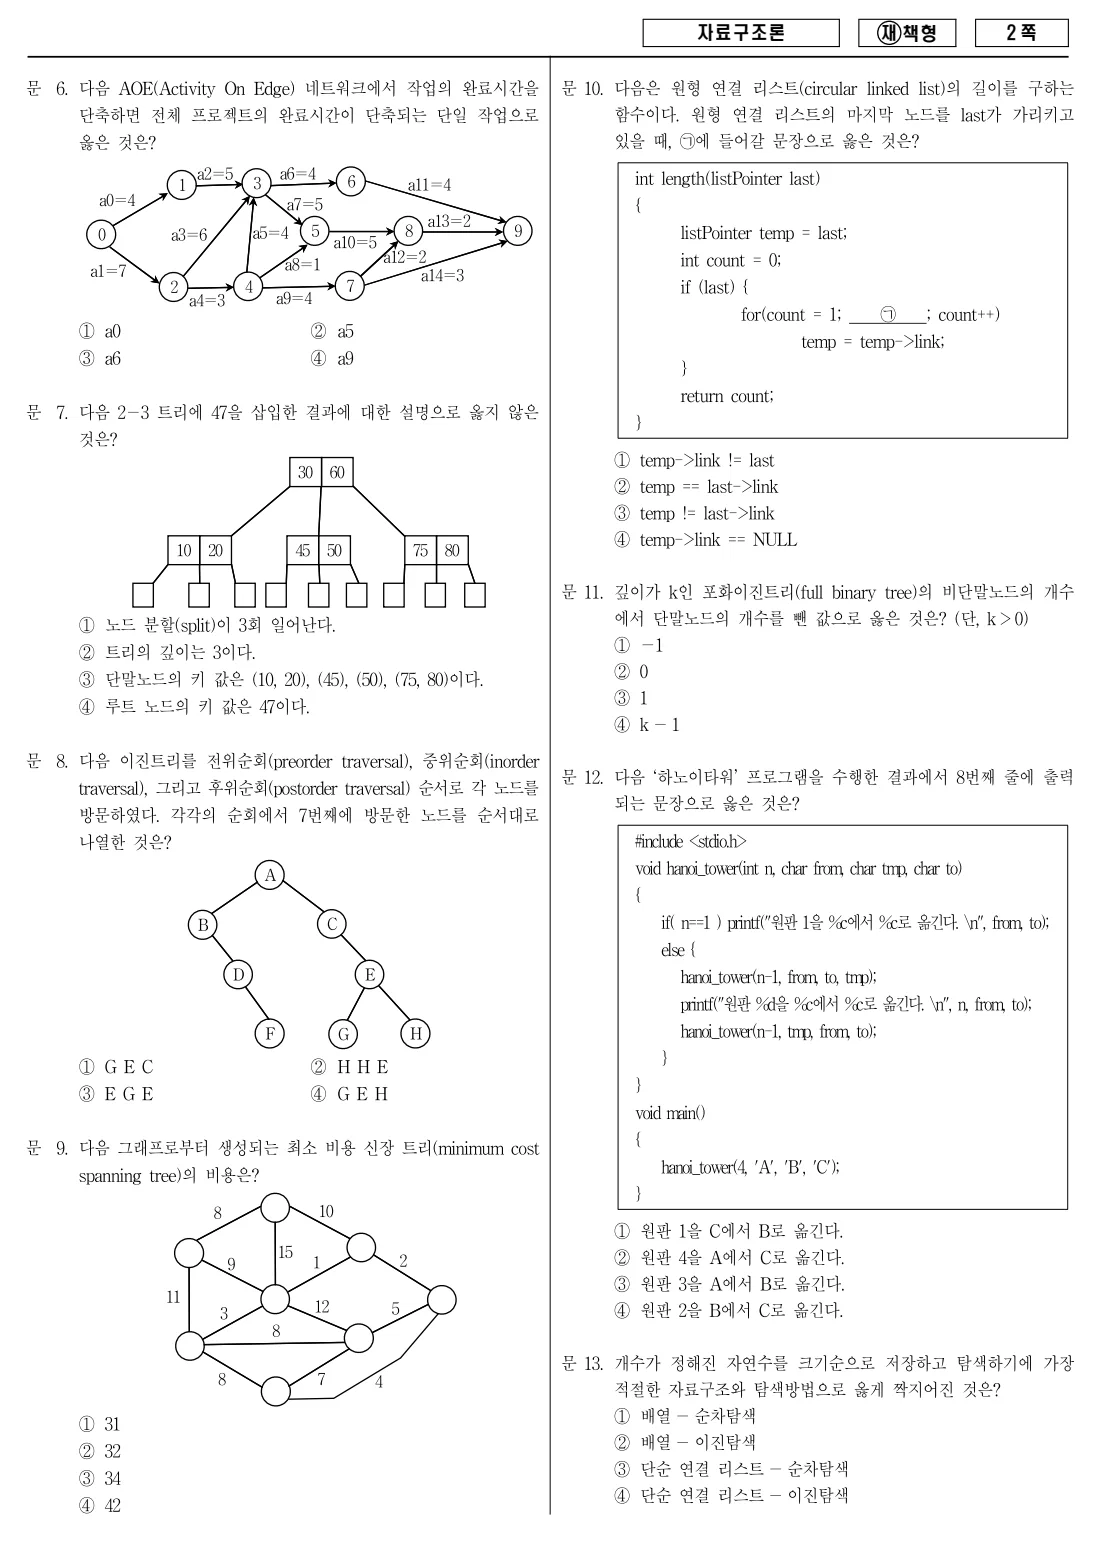 자료구조론
재책형
2쪽
문 6. 다음 AOE(Activity On Edge) 네트워크에서 작업의 완료시간을
단축하면 전체 프로젝트의 완료시간이 단축되는 단일 작업으로
옳은 것은?
a0=4
a1=7
a2=5
a3=6
a4=3
a5=4
a6=4
a7=5
a8=1
a9=4
a10=5
a11=4
a12=2
a13=2
a14=3
0
1
2
3
4
5
6
7
8
9
① a0
② a5
③ a6
④ a9
문 7. 다음 2-3 트리에 47을 삽입한 결과에 대한 설명으로 옳지 않은
것은?
30 60
10 20
45 50
75 80
① 노드 분할(split)이 3회 일어난다.
② 트리의 깊이는 3이다.
③ 단말노드의 키 값은 (10, 20), (45), (50), (75, 80)이다.
④ 루트 노드의 키 값은 47이다.
문 8. 다음 이진트리를 전위순회(preorder traversal), 중위순회(inorder
traversal), 그리고 후위순회(postorder traversal) 순서로 각 노드를
방문하였다. 각각의 순회에서 7번째에 방문한 노드를 순서대로
나열한 것은?
A
B
C
D
E
F
G
H
① G E C
② H H E
③ E G E
④ G E H
문 9. 다음 그래프로부터 생성되는 최소 비용 신장 트리(minimum cost
spanning tree)의 비용은?
8
10
15
9
1
2
11
3
12
5
8
8
7
4
① 31
② 32
③ 34
④ 42
문 10. 다음은 원형 연결 리스트(circular linked list)의 길이를 구하는
함수이다. 원형 연결 리스트의 마지막 노드를 last가 가리키고
있을 때, ㉠에 들어갈 문장으로 옳은 것은?
int length(listPointer last)
{
listPointer temp = last;
int count = 0;
if (last) {
for(count = 1; ㉠ ; count++)
temp = temp->link;
}
return count;
}
① temp->link != last
② temp == last->link
③ temp != last->link
④ temp->link == NULL
문 11. 깊이가 k인 포화이진트리(full binary tree)의 비단말노드의 개수
에서 단말노드의 개수를 뺀 값으로 옳은 것은? (단, k > 0)
① -1
② 0
③ 1
④ k - 1
문 12. 다음 ‘하노이타워’ 프로그램을 수행한 결과에서 8번째 줄에 출력
되는 문장으로 옳은 것은?
#include <stdio.h>
void hanoi_tower(int n, char from, char tmp, char to)
{
if( n==1 ) printf("원판 1을 %c에서 %c로 옮긴다. \n", from, to);
else {
hanoi_tower(n-1, from, to, tmp);
printf("원판 %d을 %c에서 %c로 옮긴다. \n", n, from, to);
hanoi_tower(n-1, tmp, from, to);
}
}
void main()
{
hanoi_tower(4, 'A', 'B', 'C');
}
① 원판 1을 C에서 B로 옮긴다.
② 원판 4을 A에서 C로 옮긴다.
③ 원판 3을 A에서 B로 옮긴다.
④ 원판 2을 B에서 C로 옮긴다.
문 13. 개수가 정해진 자연수를 크기순으로 저장하고 탐색하기에 가장
적절한 자료구조와 탐색방법으로 옳게 짝지어진 것은?
① 배열 - 순차탐색
② 배열 - 이진탐색
③ 단순 연결 리스트 - 순차탐색
④ 단순 연결 리스트 - 이진탐색